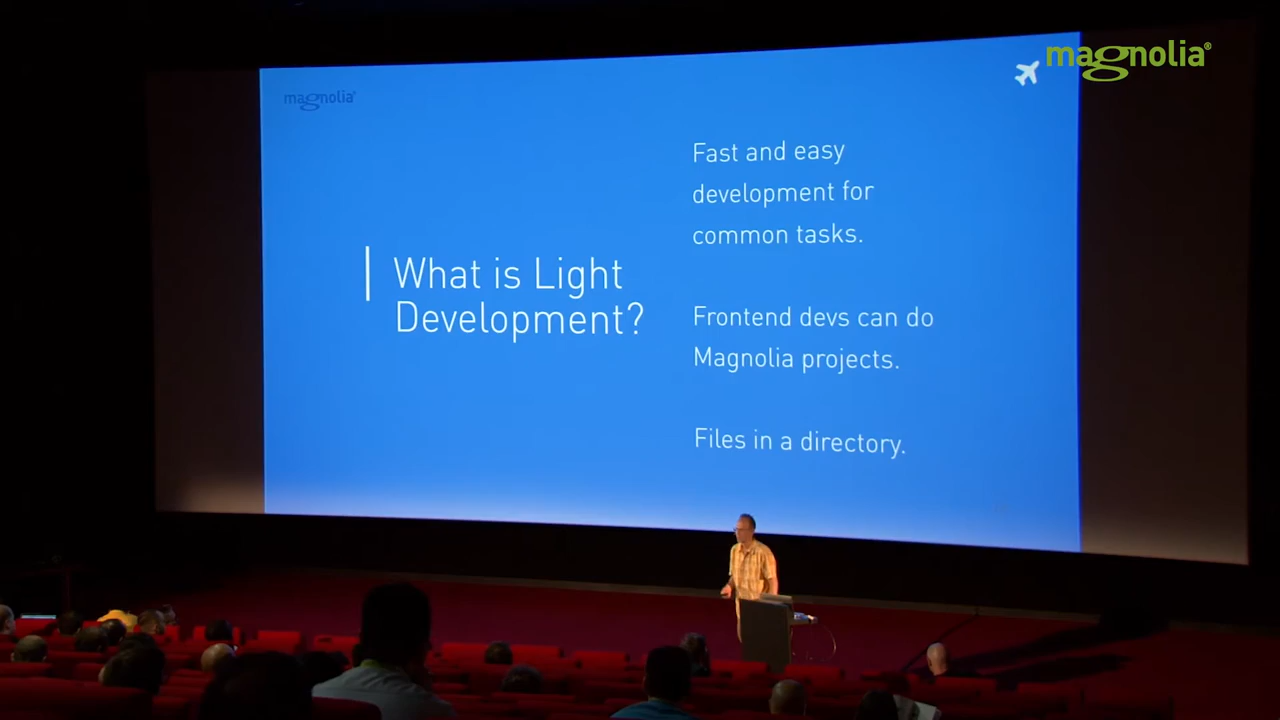 magnolia®
magnolia®
What is Light
Development?
Fast and easy
development for
common tasks.
Frontend devs can do
Magnolia projects.
Files in a directory.